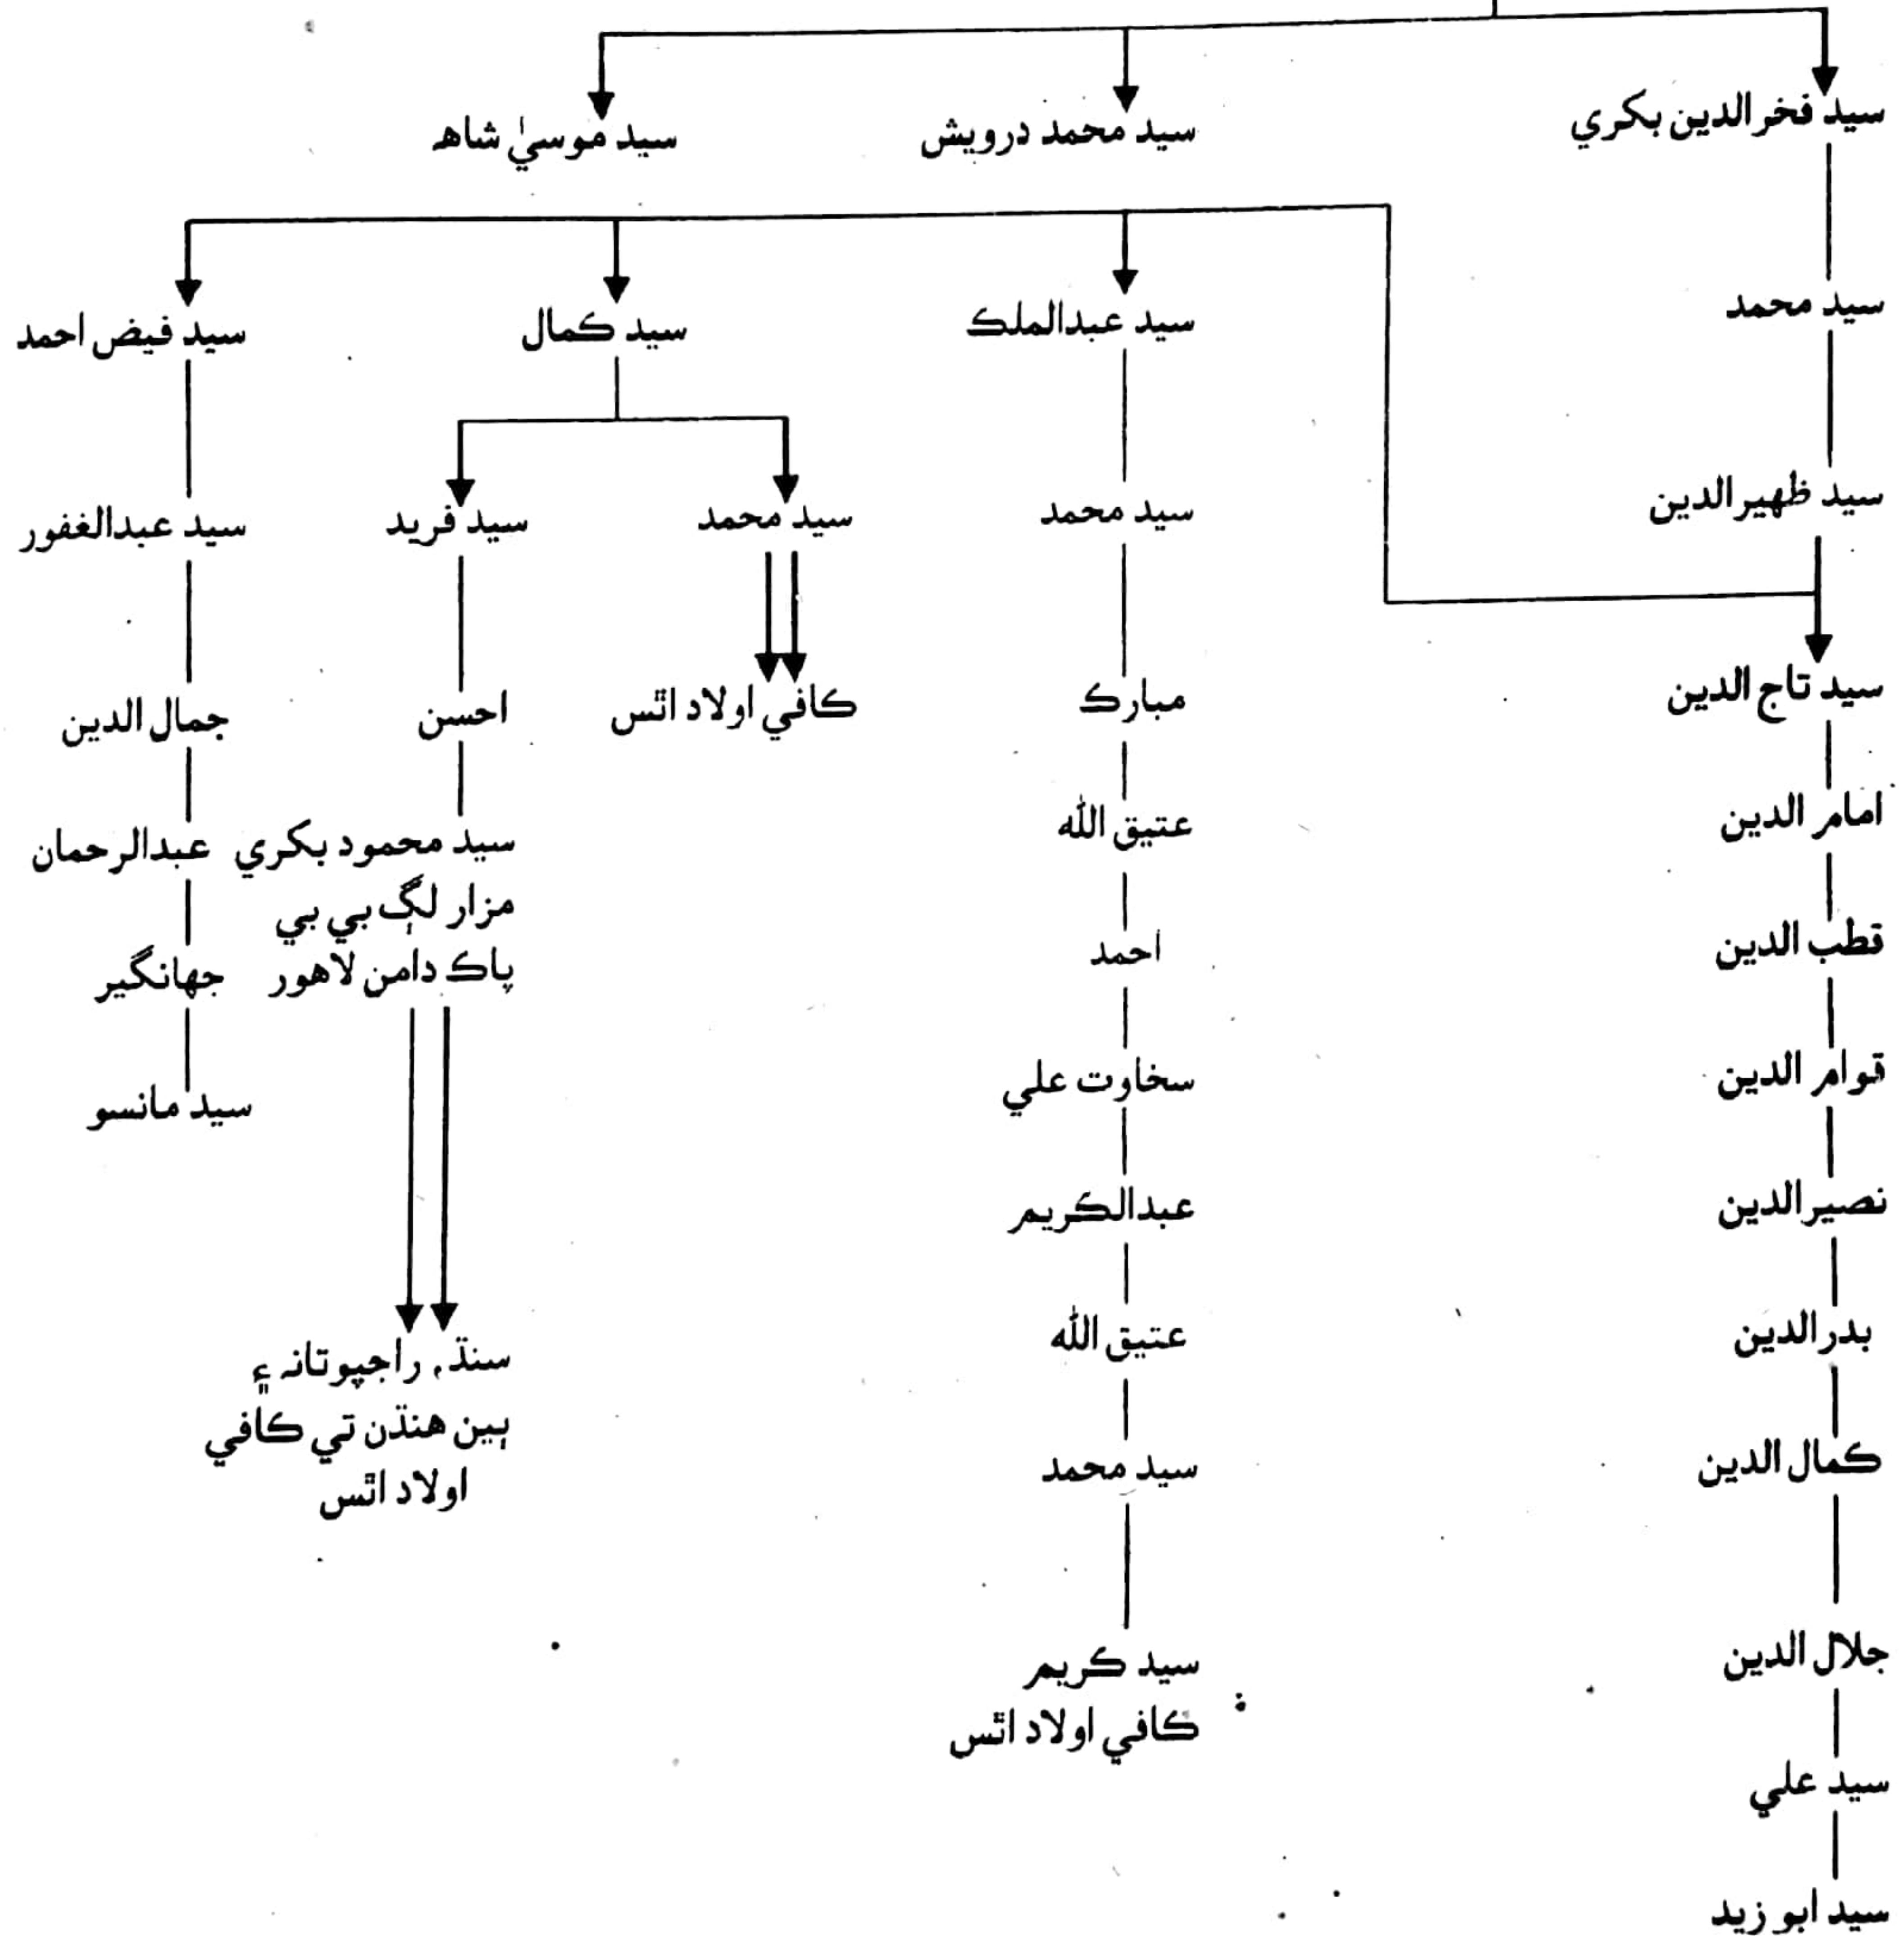 سيد فخرالدين بکري
سيد محمد درويش
سيد موسيٰ شاھ
سيد محمد
سيد عبدالملڪ
سيد ڪمال
سيد فيض احمد
سيد ظهيرالدين
سيد محمد
سيد محمد
سيد فريد
سيد عبدالغفور
سيد تاج الدين
مبارڪ
ڪافي اولاد اٿس
احسن
جمال الدين
امام الدين
عتيق الله
سيد محمود بکري
مزار لڳ بي بي
پاڪ دامن لاهور
عبدالرحمان
قطب الدين
احمد
جهانگير
قوام الدين
سخاوت علي
سيد مانسو
نصيرالدين
عبدالڪريم
بدرالدين
عتيق الله
سنڌ، راجپوتانہ ۽
ٻين هنڌن تي ڪافي
اولاد اٿس
ڪمال الدين
سيد محمد
جلال الدين
سيد ڪريم
ڪافي اولاد اٿس
سيد علي
سيد ابو زيد